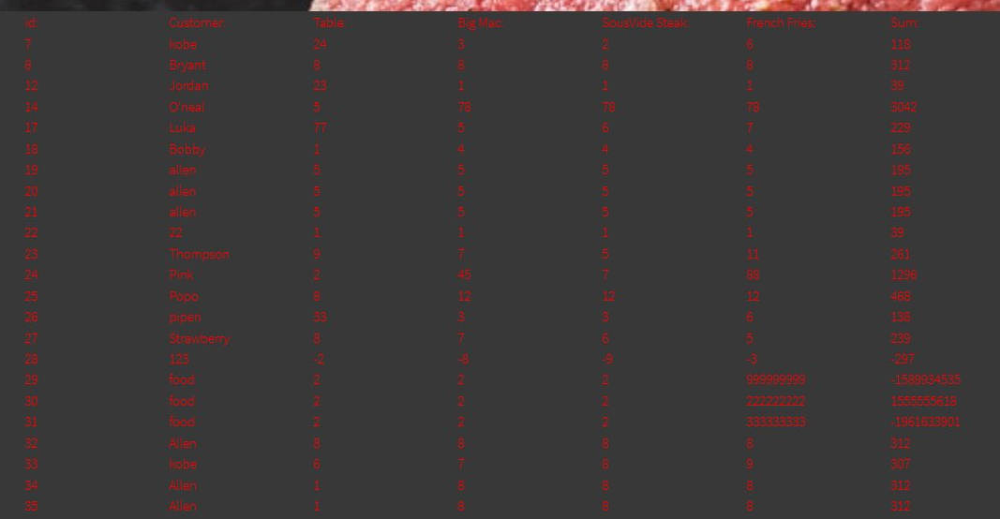 id: Customer: Table: Big Mac: SousVide Steak: French Fries: Sum:
7 kobe 24 3 2 6 118
8 Bryant 8 8 8 8 312
12 Jordan 23 1 1 1 39
14 O'neal 5 78 78 78 3042
17 Luka 77 5 6 7 229
18 Bobby 1 4 4 4 156
19 allen 5 5 5 5 195
20 allen 5 5 5 5 195
21 allen 5 5 5 5 195
22 22 1 1 1 1 39
23 Thompson 9 7 5 11 261
24 Pink 2 45 7 88 1296
25 Popo 8 12 12 12 468
26 pipen 33 3 3 6 138
27 Strawberry 8 7 6 5 239
28 123 -2 -8 -9 -3 -297
29 food 2 2 2 999999999 -1589934535
30 food 2 2 2 222222222 1555555618
31 food 2 2 2 333333333 -1961633901
32 Allen 8 8 8 8 312
33 kobe 6 7 8 9 307
34 Allen 1 8 8 8 312
35 Allen 1 8 8 8 312